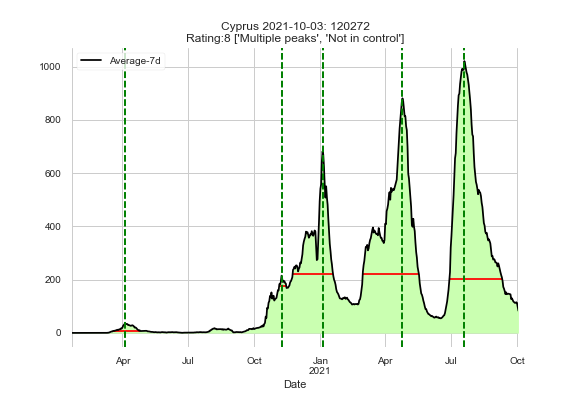 Cyprus 2021-10-03: 120272
Rating:8 ['Multiple peaks', 'Not in control']
Average-7d
1000
800
600
400
200
0
Apr Jul Oct Jan Apr Jul Oct
2021
Date